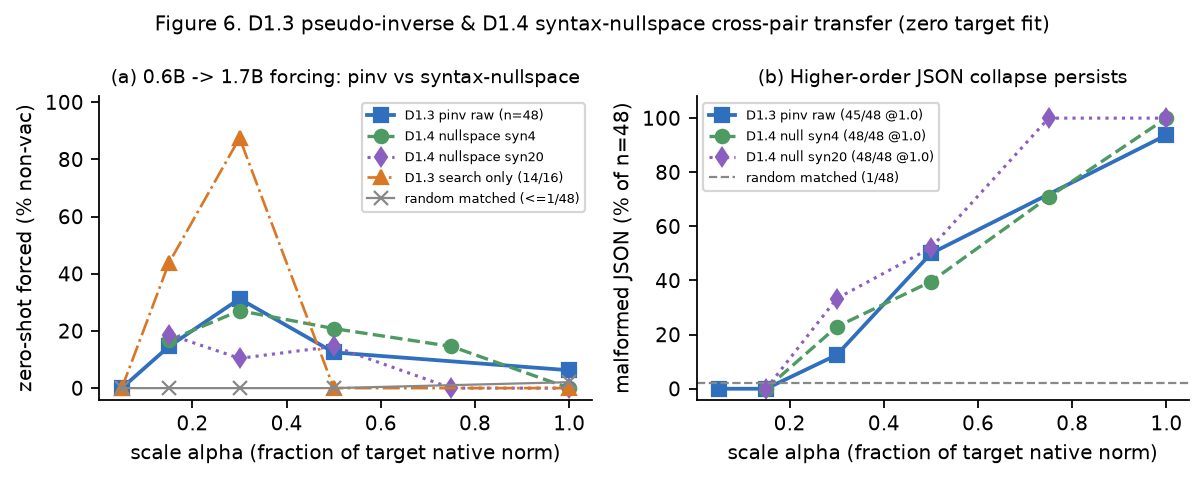 Figure 6. D1.3 pseudo-inverse & D1.4 syntax-nullspace cross-pair transfer (zero target fit)
(a) 0.6B -> 1.7B forcing: pinv vs syntax-nullspace
zero-shot forced (% non-vac)
100
80
60
40
20
0
D1.3 pinv raw (n=48)
D1.4 nullspace syn4
D1.4 nullspace syn20
D1.3 search only (14/16)
random matched (<=1/48)
0.2
0.4
0.6
0.8
1.0
scale alpha (fraction of target native norm)
(b) Higher-order JSON collapse persists
malformed JSON (% of n=48)
100
80
60
40
20
0
D1.3 pinv raw (45/48 @1.0)
D1.4 null syn4 (48/48 @1.0)
D1.4 null syn20 (48/48 @1.0)
random matched (1/48)
0.2
0.4
0.6
0.8
1.0
scale alpha (fraction of target native norm)